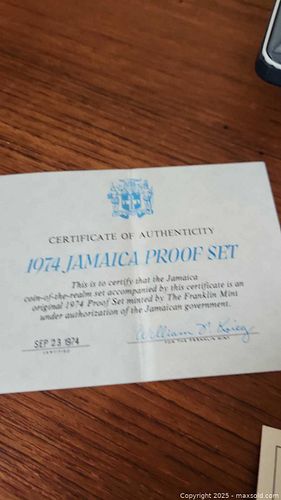 CERTIFICATE OF AUTHENTICITY
1974 JAMAICA PROOF SET
This is to certify that the Jamaica
coin-of-the-realm set accompanied by this certificate is an
original 1974 Proof Set minted by The Franklin Mint
under authorization of the Jamaican government.
SEP 23 1974
CERTIFIED
William F. Krieg
FOR THE FRANKLIN MINT
Copyright 2025 - maxsold.com